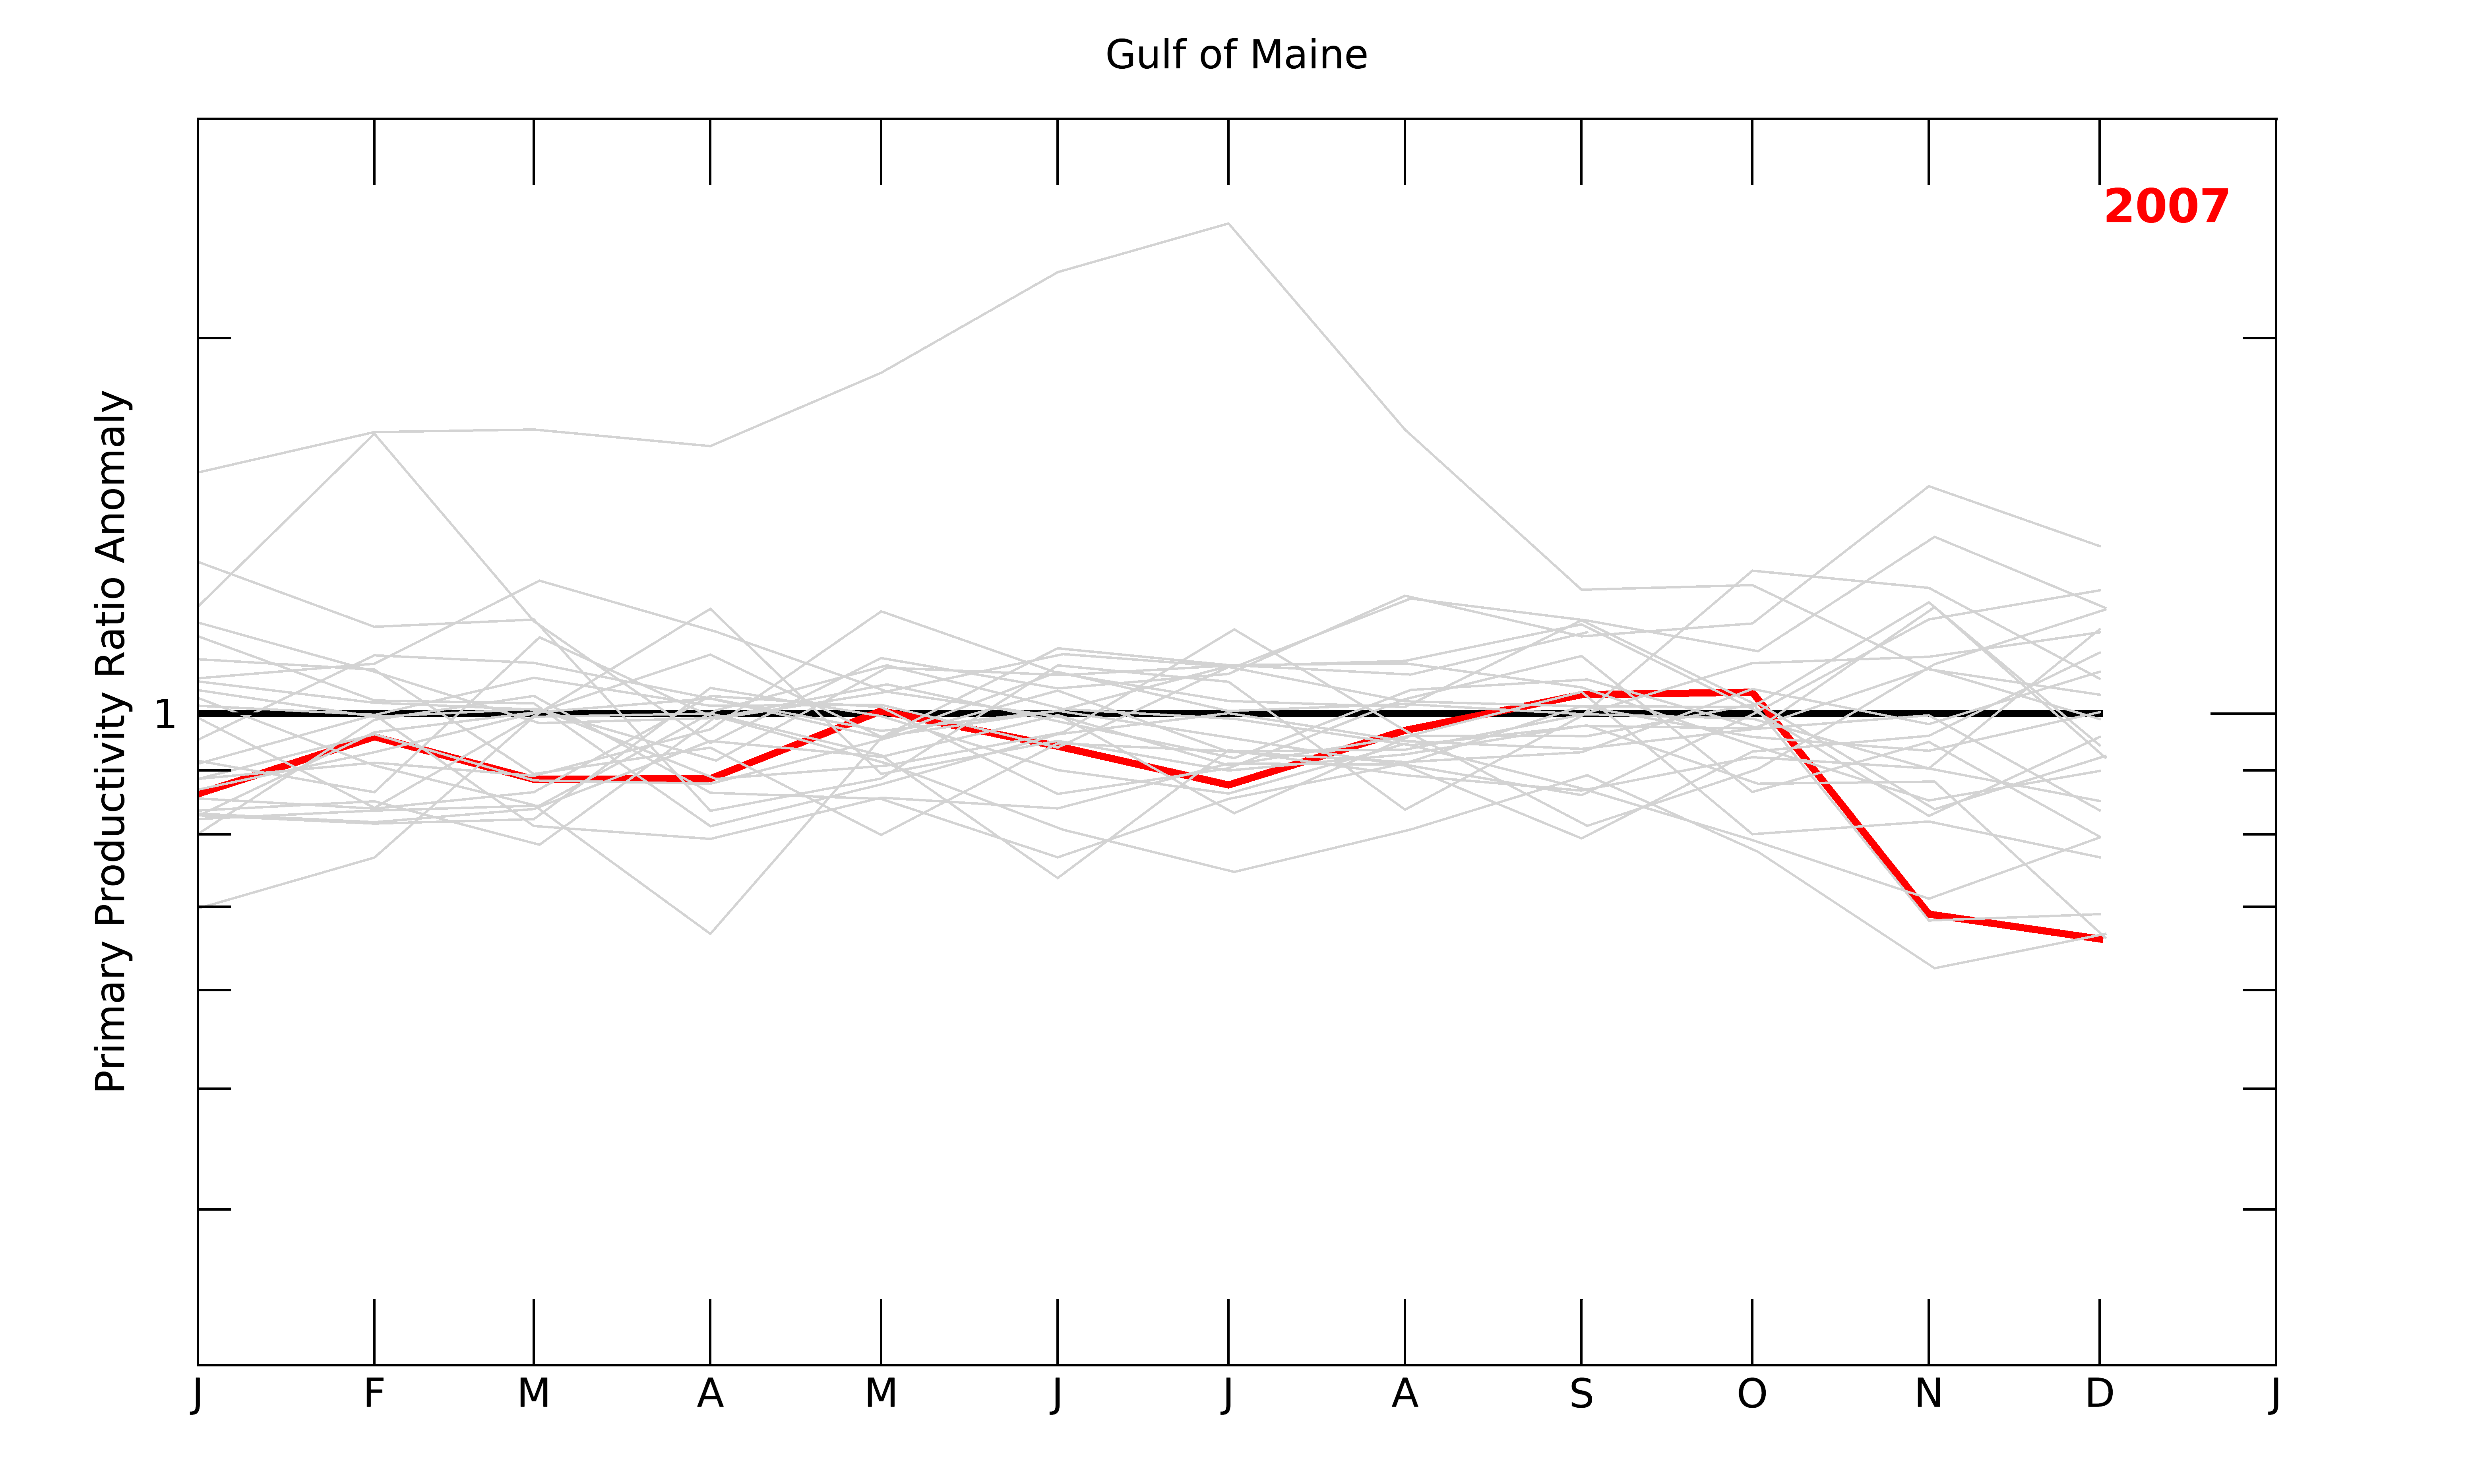 Gulf of Maine
2007
Primary Productivity Ratio Anomaly
1
J F M A M J J A S O N D J